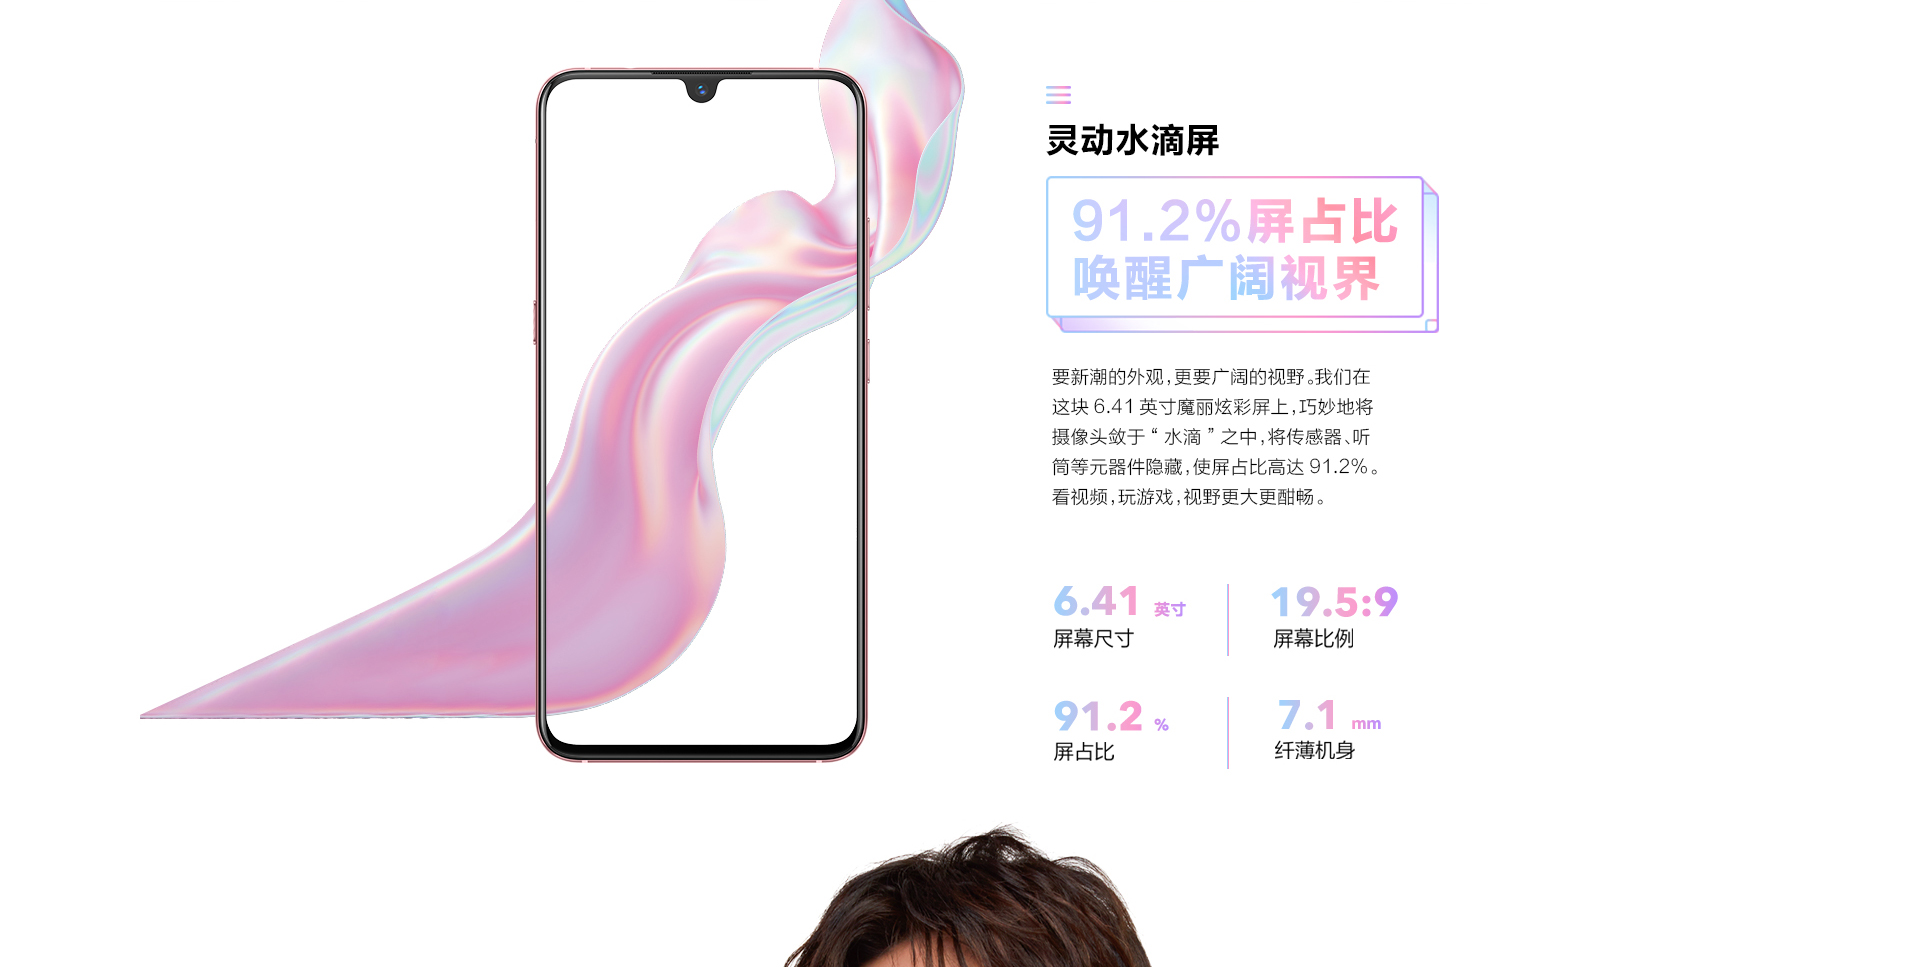 灵动水滴屏
91.2%屏占比
唤醒广阔视界
要新潮的外观,更要广阔的视野。我们在
这块 6.41 英寸魔丽炫彩屏上,巧妙地将
摄像头敛于“ 水滴 ”之中,将传感器、听
筒等元器件隐藏,使屏占比高达 91.2%。
看视频,玩游戏,视野更大更酣畅。
6.41 英寸
屏幕尺寸
19.5:9
屏幕比例
91.2 %
屏占比
7.1 mm
纤薄机身